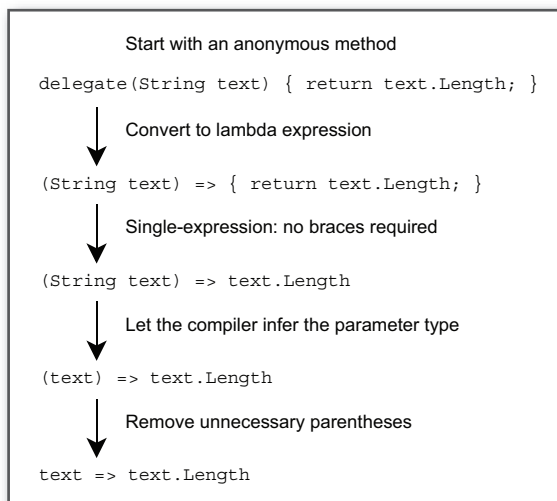 Start with an anonymous method
delegate(String text) { return text.Length; }
Convert to lambda expression
(String text) => { return text.Length; }
Single-expression: no braces required
(String text) => text.Length
Let the compiler infer the parameter type
(text) => text.Length
Remove unnecessary parentheses
text => text.Length